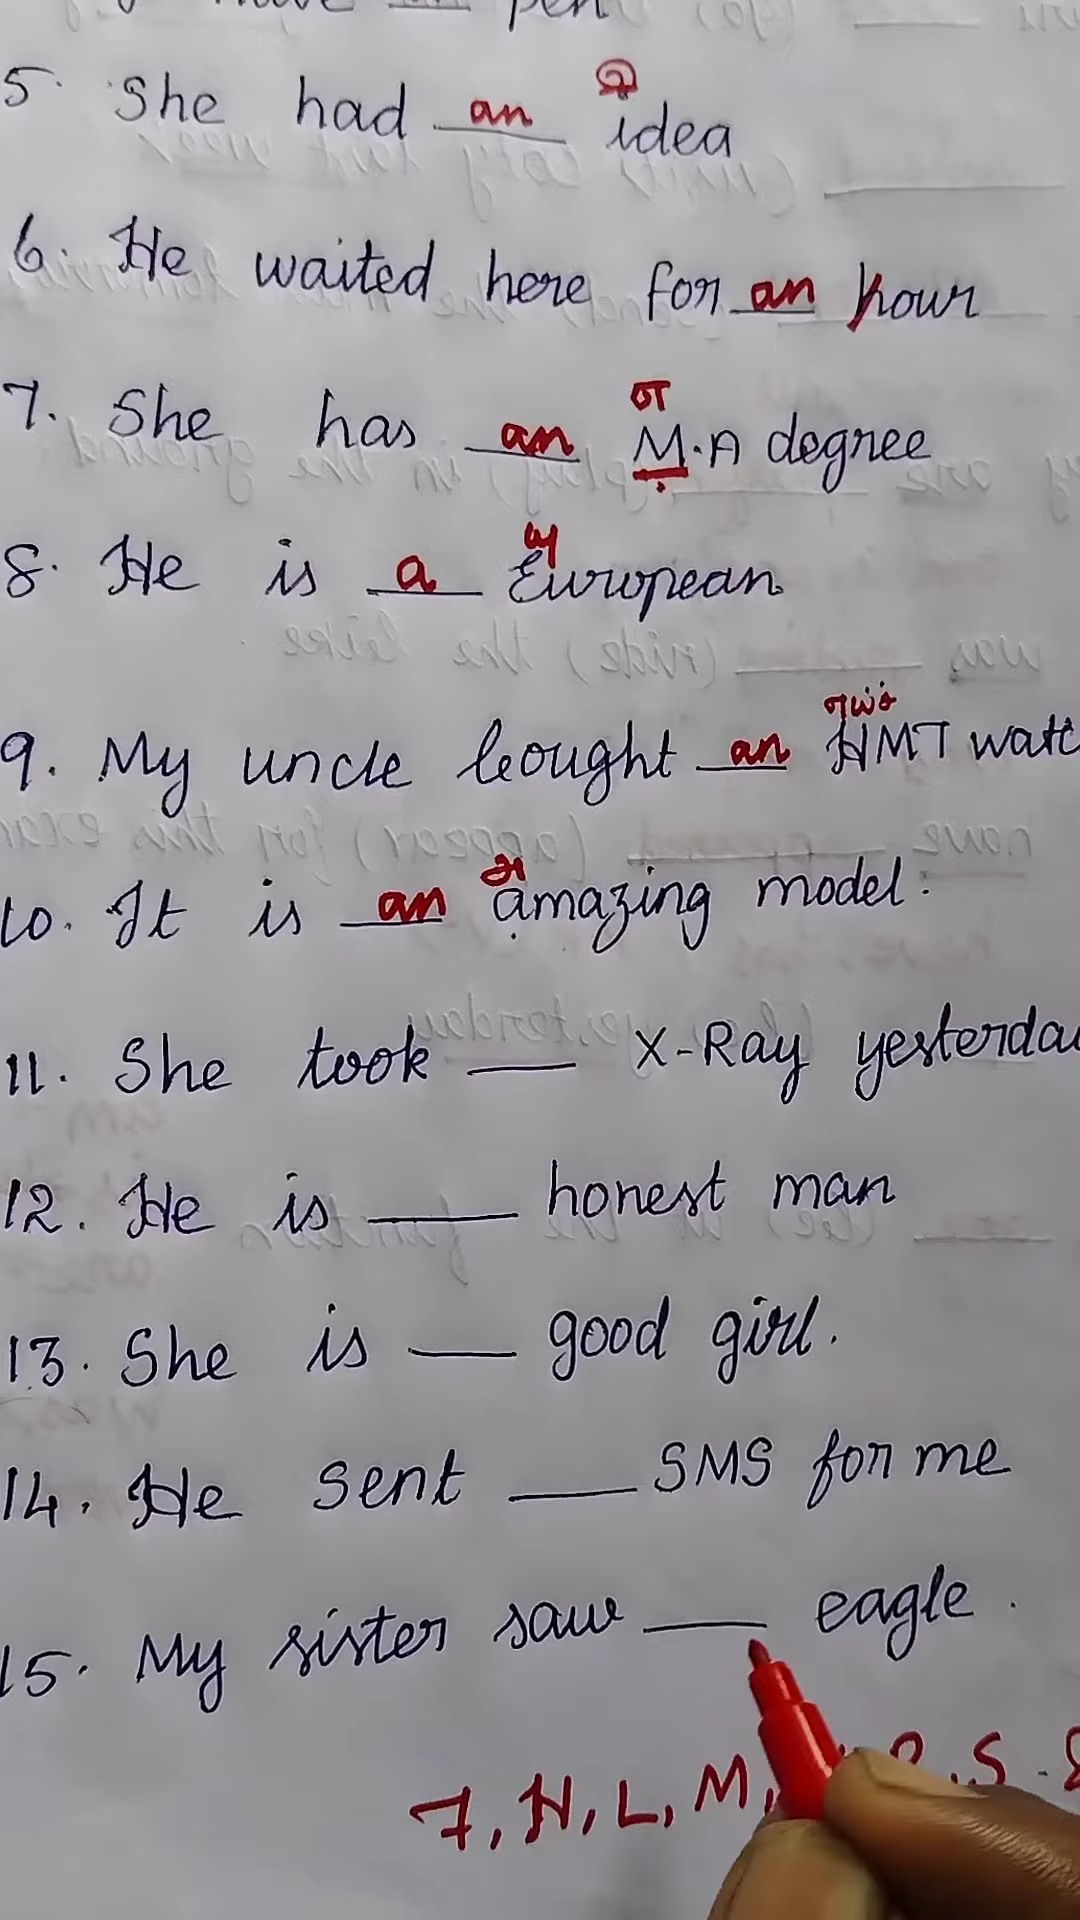 pen
5. She had an idea
இ
6. He waited here for an hour
7. She has an M.A degree
எ
8. He is a European
யு
9. My uncle bought an HMT
எய்ச்
10. It is an amazing model.
அ
11. She took ___ X-Ray
12. He is ___ honest man
13. She is ___ good girl.
14. He sent ___ SMS for me
15. My sister saw ___ eagle.
F, H, L, M, S